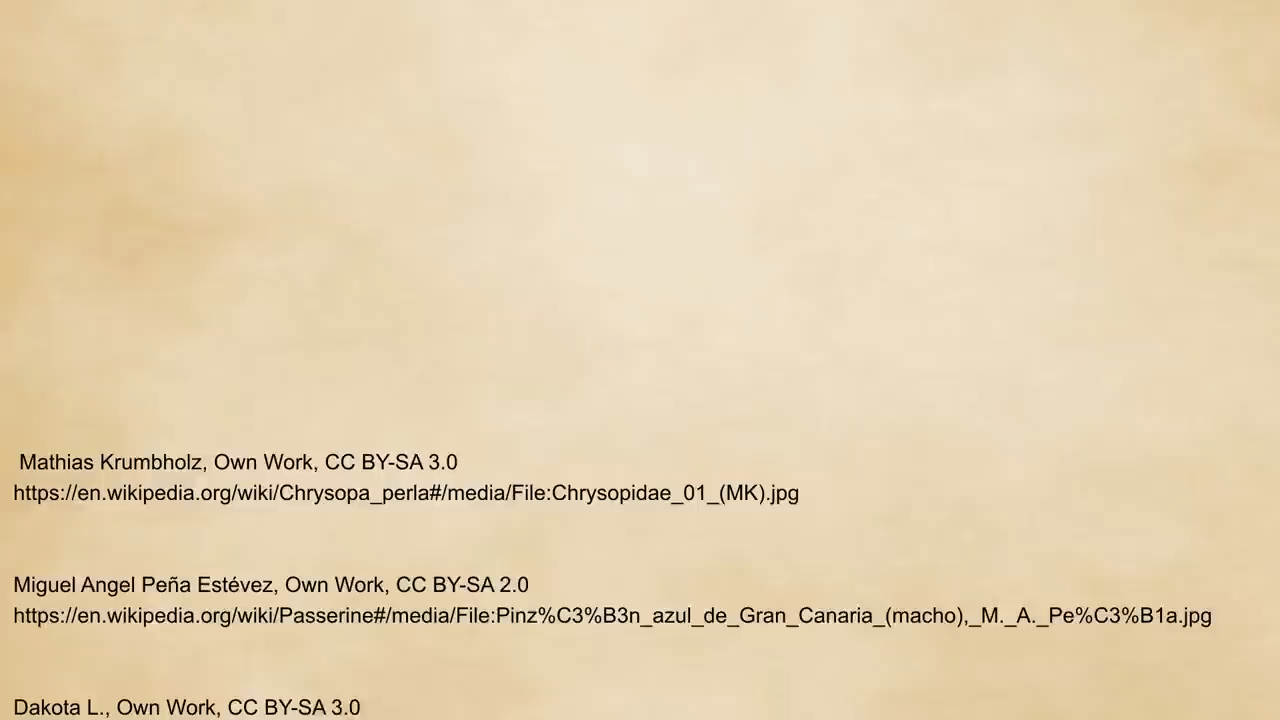 Mathias Krumbholz, Own Work, CC BY-SA 3.0
https://en.wikipedia.org/wiki/Chrysopa_perla#/media/File:Chrysopidae_01_(MK).jpg
Miguel Angel Peña Estévez, Own Work, CC BY-SA 2.0
https://en.wikipedia.org/wiki/Passerine#/media/File:Pinz%C3%B3n_azul_de_Gran_Canaria_(macho),_M._A._Pe%C3%B1a.jpg
Dakota L., Own Work, CC BY-SA 3.0